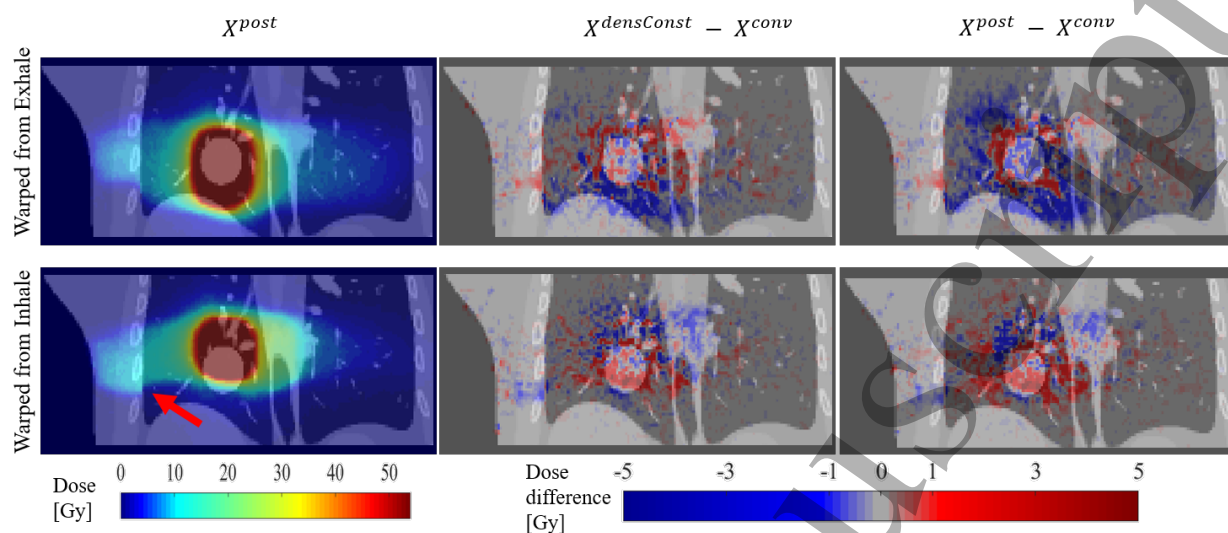 X^post
X^densConst − X^conv
X^post − X^conv
Warped from Exhale
Warped from Inhale
0 10 20 30 40 50
Dose
[Gy]
Dose
difference
[Gy]
-5 -3 -1 0 1 3 5